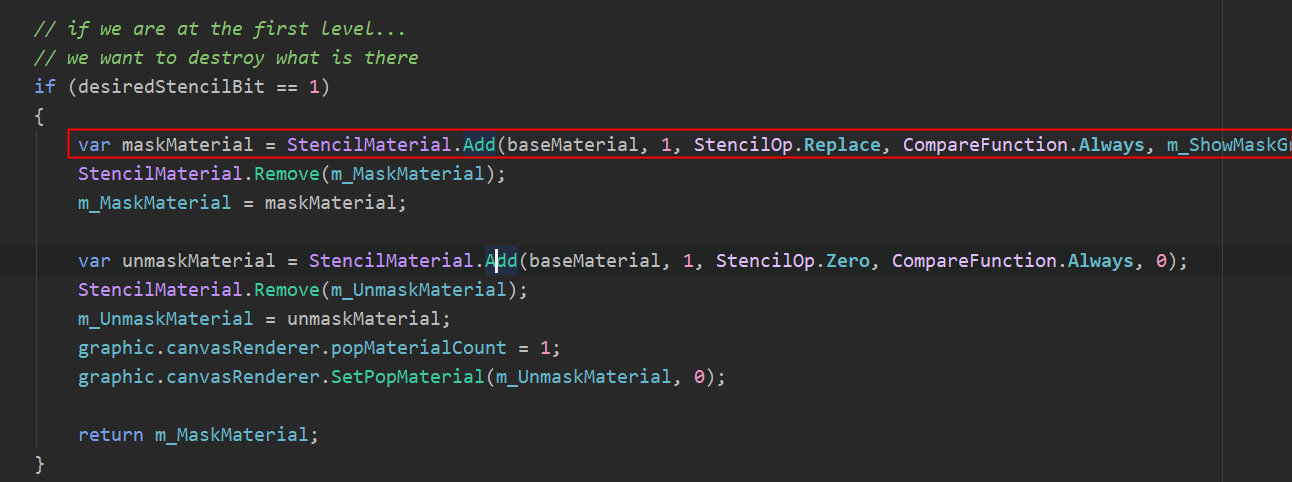 // if we are at the first level...
// we want to destroy what is there
if (desiredStencilBit == 1)
{
var maskMaterial = StencilMaterial.Add(baseMaterial, 1, StencilOp.Replace, CompareFunction.Always, m_ShowMaskGr
StencilMaterial.Remove(m_MaskMaterial);
m_MaskMaterial = maskMaterial;
var unmaskMaterial = StencilMaterial.Add(baseMaterial, 1, StencilOp.Zero, CompareFunction.Always, 0);
StencilMaterial.Remove(m_UnmaskMaterial);
m_UnmaskMaterial = unmaskMaterial;
graphic.canvasRenderer.popMaterialCount = 1;
graphic.canvasRenderer.SetPopMaterial(m_UnmaskMaterial, 0);
return m_MaskMaterial;
}